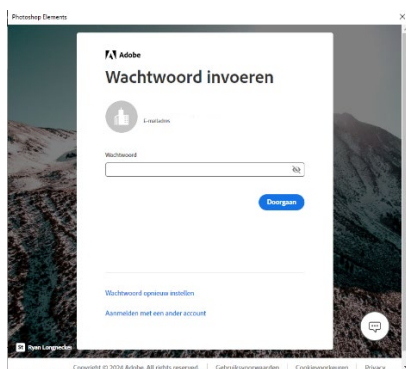 Photoshop Elements
Adobe
Wachtwoord invoeren
E-mailadres
Wachtwoord
Doorgaan
Wachtwoord opnieuw instellen
Aanmelden met een ander account
St Ryan Longnecker
Copyright © 2024 Adobe. All rights reserved. | Gebruiksvoorwaarden | Cookievoorkeuren | Privacy